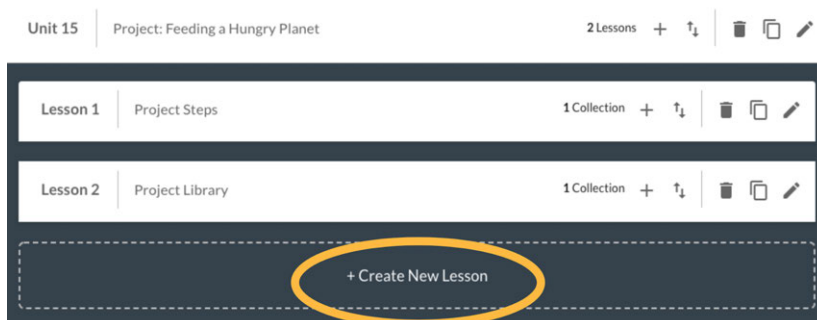 Unit 15 Project: Feeding a Hungry Planet 2 Lessons
Lesson 1 Project Steps 1 Collection
Lesson 2 Project Library 1 Collection
+ Create New Lesson